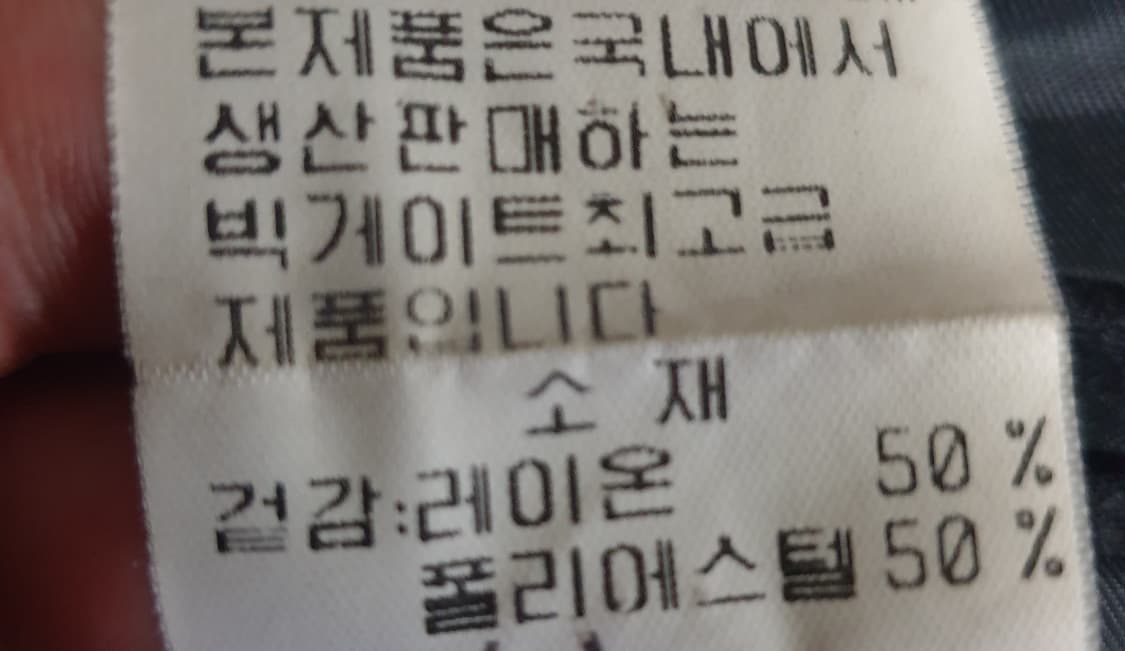 본제품은국내에서
생산판매하는
빅게이트최고급
제품입니다
소 재
겉감:레이온 50 %
폴리에스텔 50 %